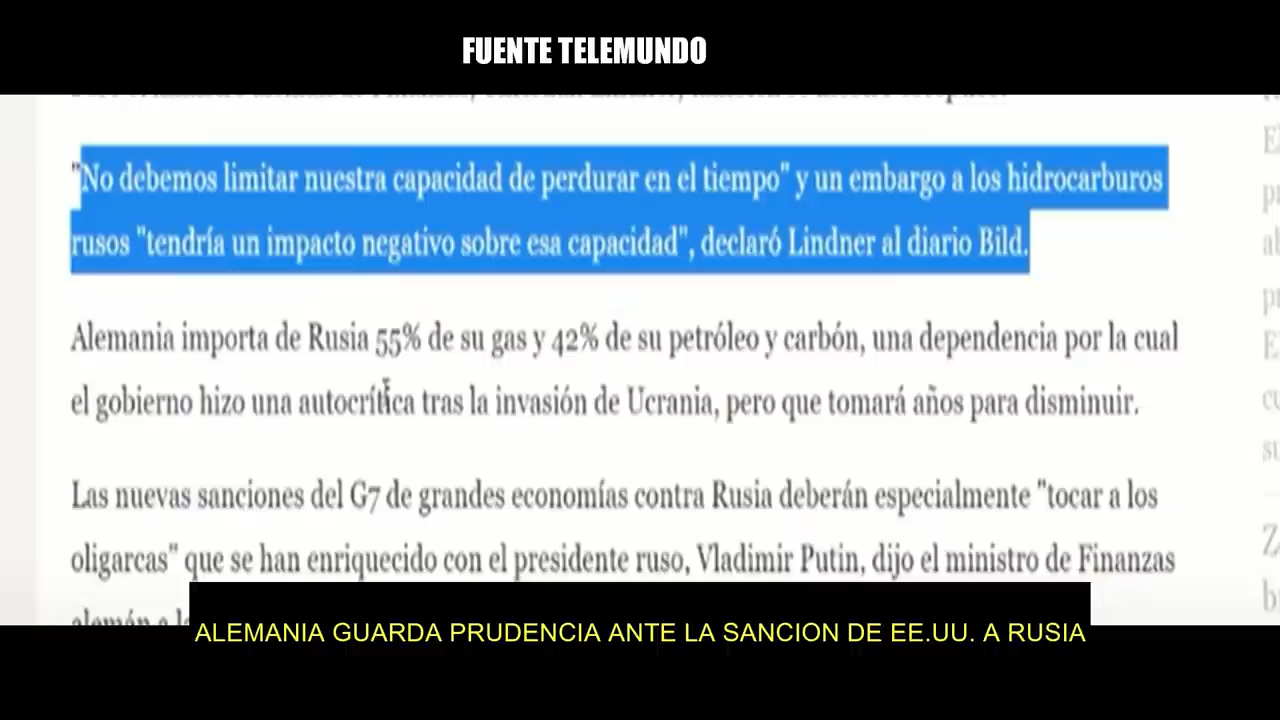 FUENTE TELEMUNDO
"No debemos limitar nuestra capacidad de perdurar en el tiempo" y un embargo a los hidrocarburos
rusos "tendría un impacto negativo sobre esa capacidad", declaró Lindner al diario Bild.
Alemania importa de Rusia 55% de su gas y 42% de su petróleo y carbón, una dependencia por la cual
el gobierno hizo una autocrítica tras la invasión de Ucrania, pero que tomará años para disminuir.
Las nuevas sanciones del G7 de grandes economías contra Rusia deberán especialmente "tocar a los
oligarcas" que se han enriquecido con el presidente ruso, Vladimir Putin, dijo el ministro de Finanzas
ALEMANIA GUARDA PRUDENCIA ANTE LA SANCION DE EE.UU. A RUSIA